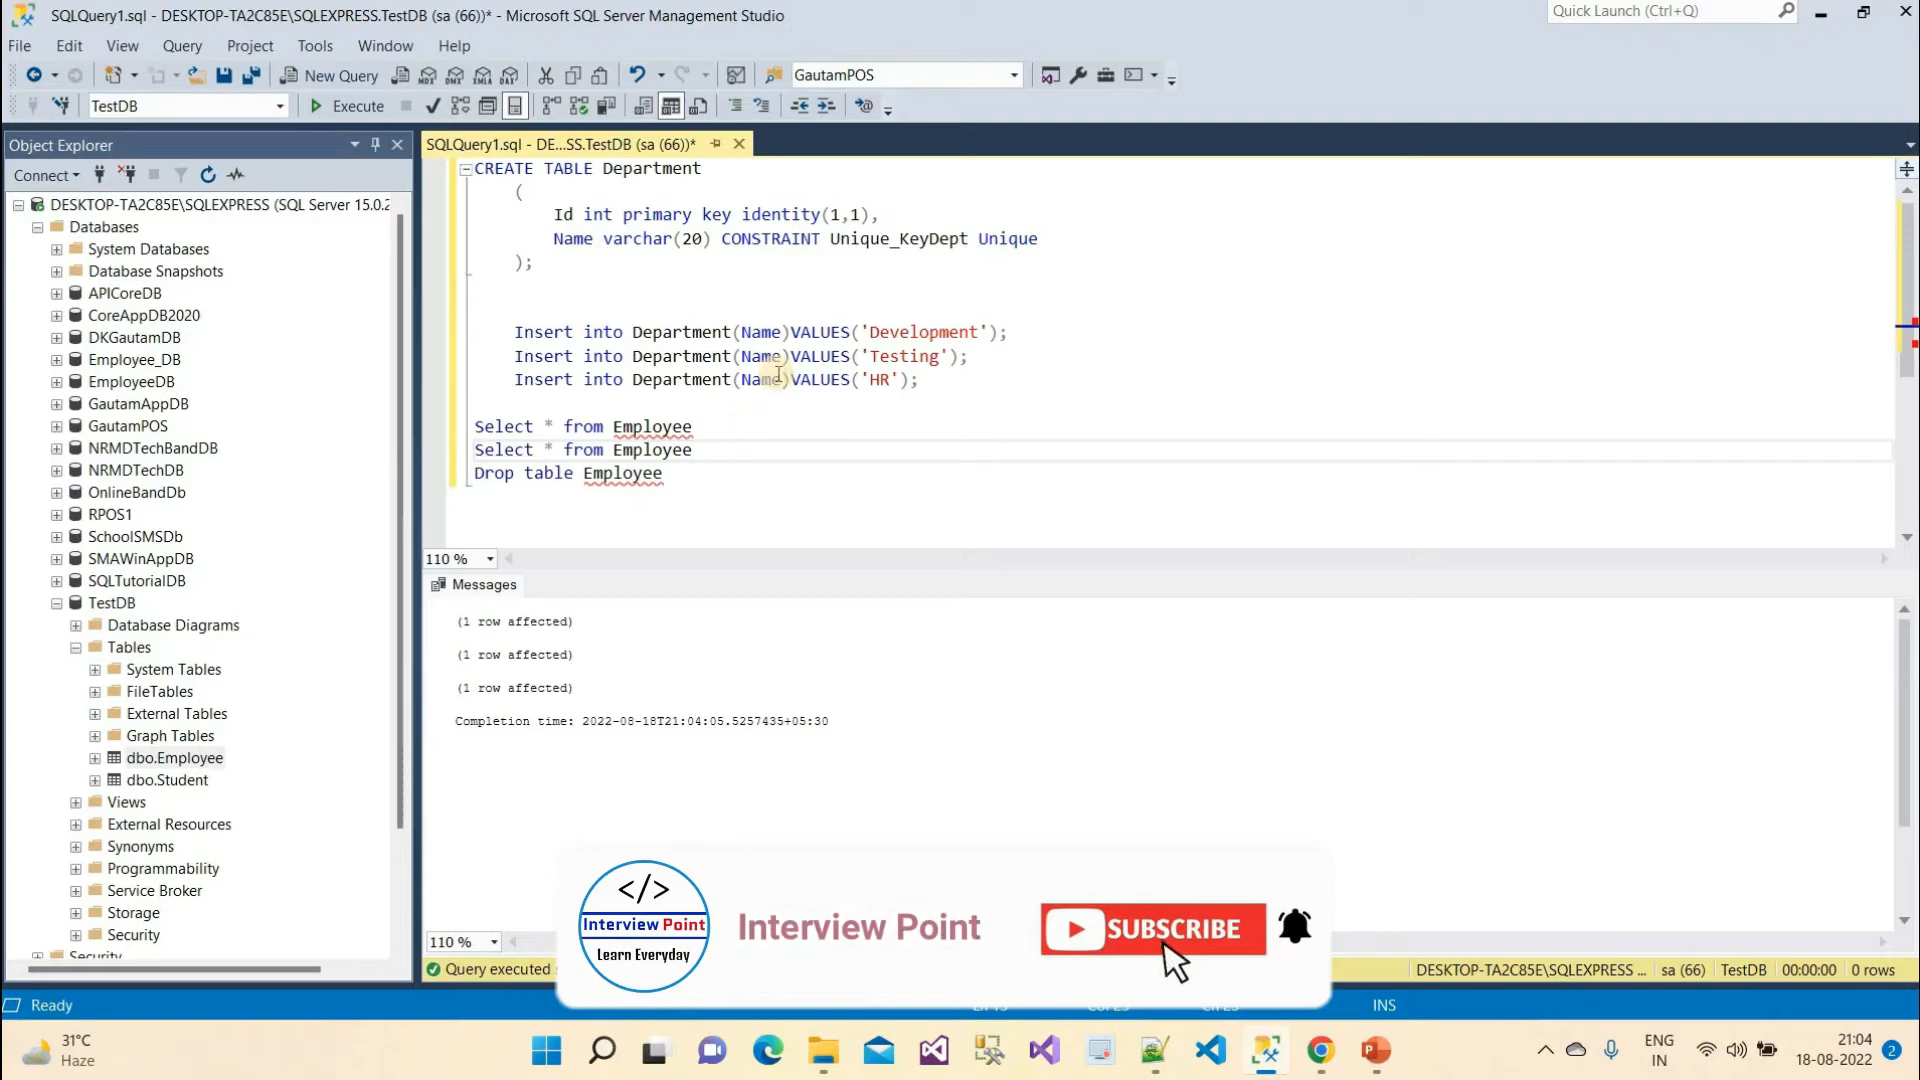 SQLQuery1.sql - DESKTOP-TA2C85E\SQLEXPRESS.TestDB (sa (66))* - Microsoft SQL Server Management Studio
Quick Launch (Ctrl+Q)
File Edit View Query Project Tools Window Help
New Query
MDX DMX XMLA DAX
GautamPOS
TestDB
Execute
Object Explorer
SQLQuery1.sql - DE...SS.TestDB (sa (66))*
Connect
DESKTOP-TA2C85E\SQLEXPRESS (SQL Server 15.0.2
Databases
System Databases
Database Snapshots
APICoreDB
CoreAppDB2020
DKGautamDB
Employee_DB
EmployeeDB
GautamAppDB
GautamPOS
NRMDTechBandDB
NRMDTechDB
OnlineBandDb
RPOS1
SchoolSMSDb
SMAWinAppDB
SQLTutorialDB
TestDB
Database Diagrams
Tables
System Tables
FileTables
External Tables
Graph Tables
dbo.Employee
dbo.Student
Views
External Resources
Synonyms
Programmability
Service Broker
Storage
Security
Security
CREATE TABLE Department
(
Id int primary key identity(1,1),
Name varchar(20) CONSTRAINT Unique_KeyDept Unique
);
Insert into Department(Name)VALUES('Development');
Insert into Department(Name)VALUES('Testing');
Insert into Department(Name)VALUES('HR');
Select * from Employee
Select * from Employee
Drop table Employee
110 %
Messages
(1 row affected)
(1 row affected)
(1 row affected)
Completion time: 2022-08-18T21:04:05.5257435+05:30
110 %
</>
Interview Point
Learn Everyday
Interview Point
SUBSCRIBE
Query executed
DESKTOP-TA2C85E\SQLEXPRESS ... sa (66) TestDB 00:00:00 0 rows
Ready
INS
31°C
Haze
ENG
IN
21:04
18-08-2022
2